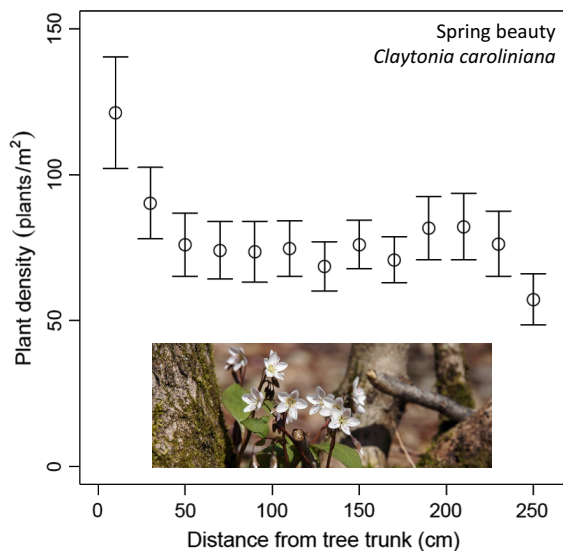 Spring beauty
Claytonia caroliniana
150
100
50
0
Plant density (plants/m²)
0 50 100 150 200 250
Distance from tree trunk (cm)